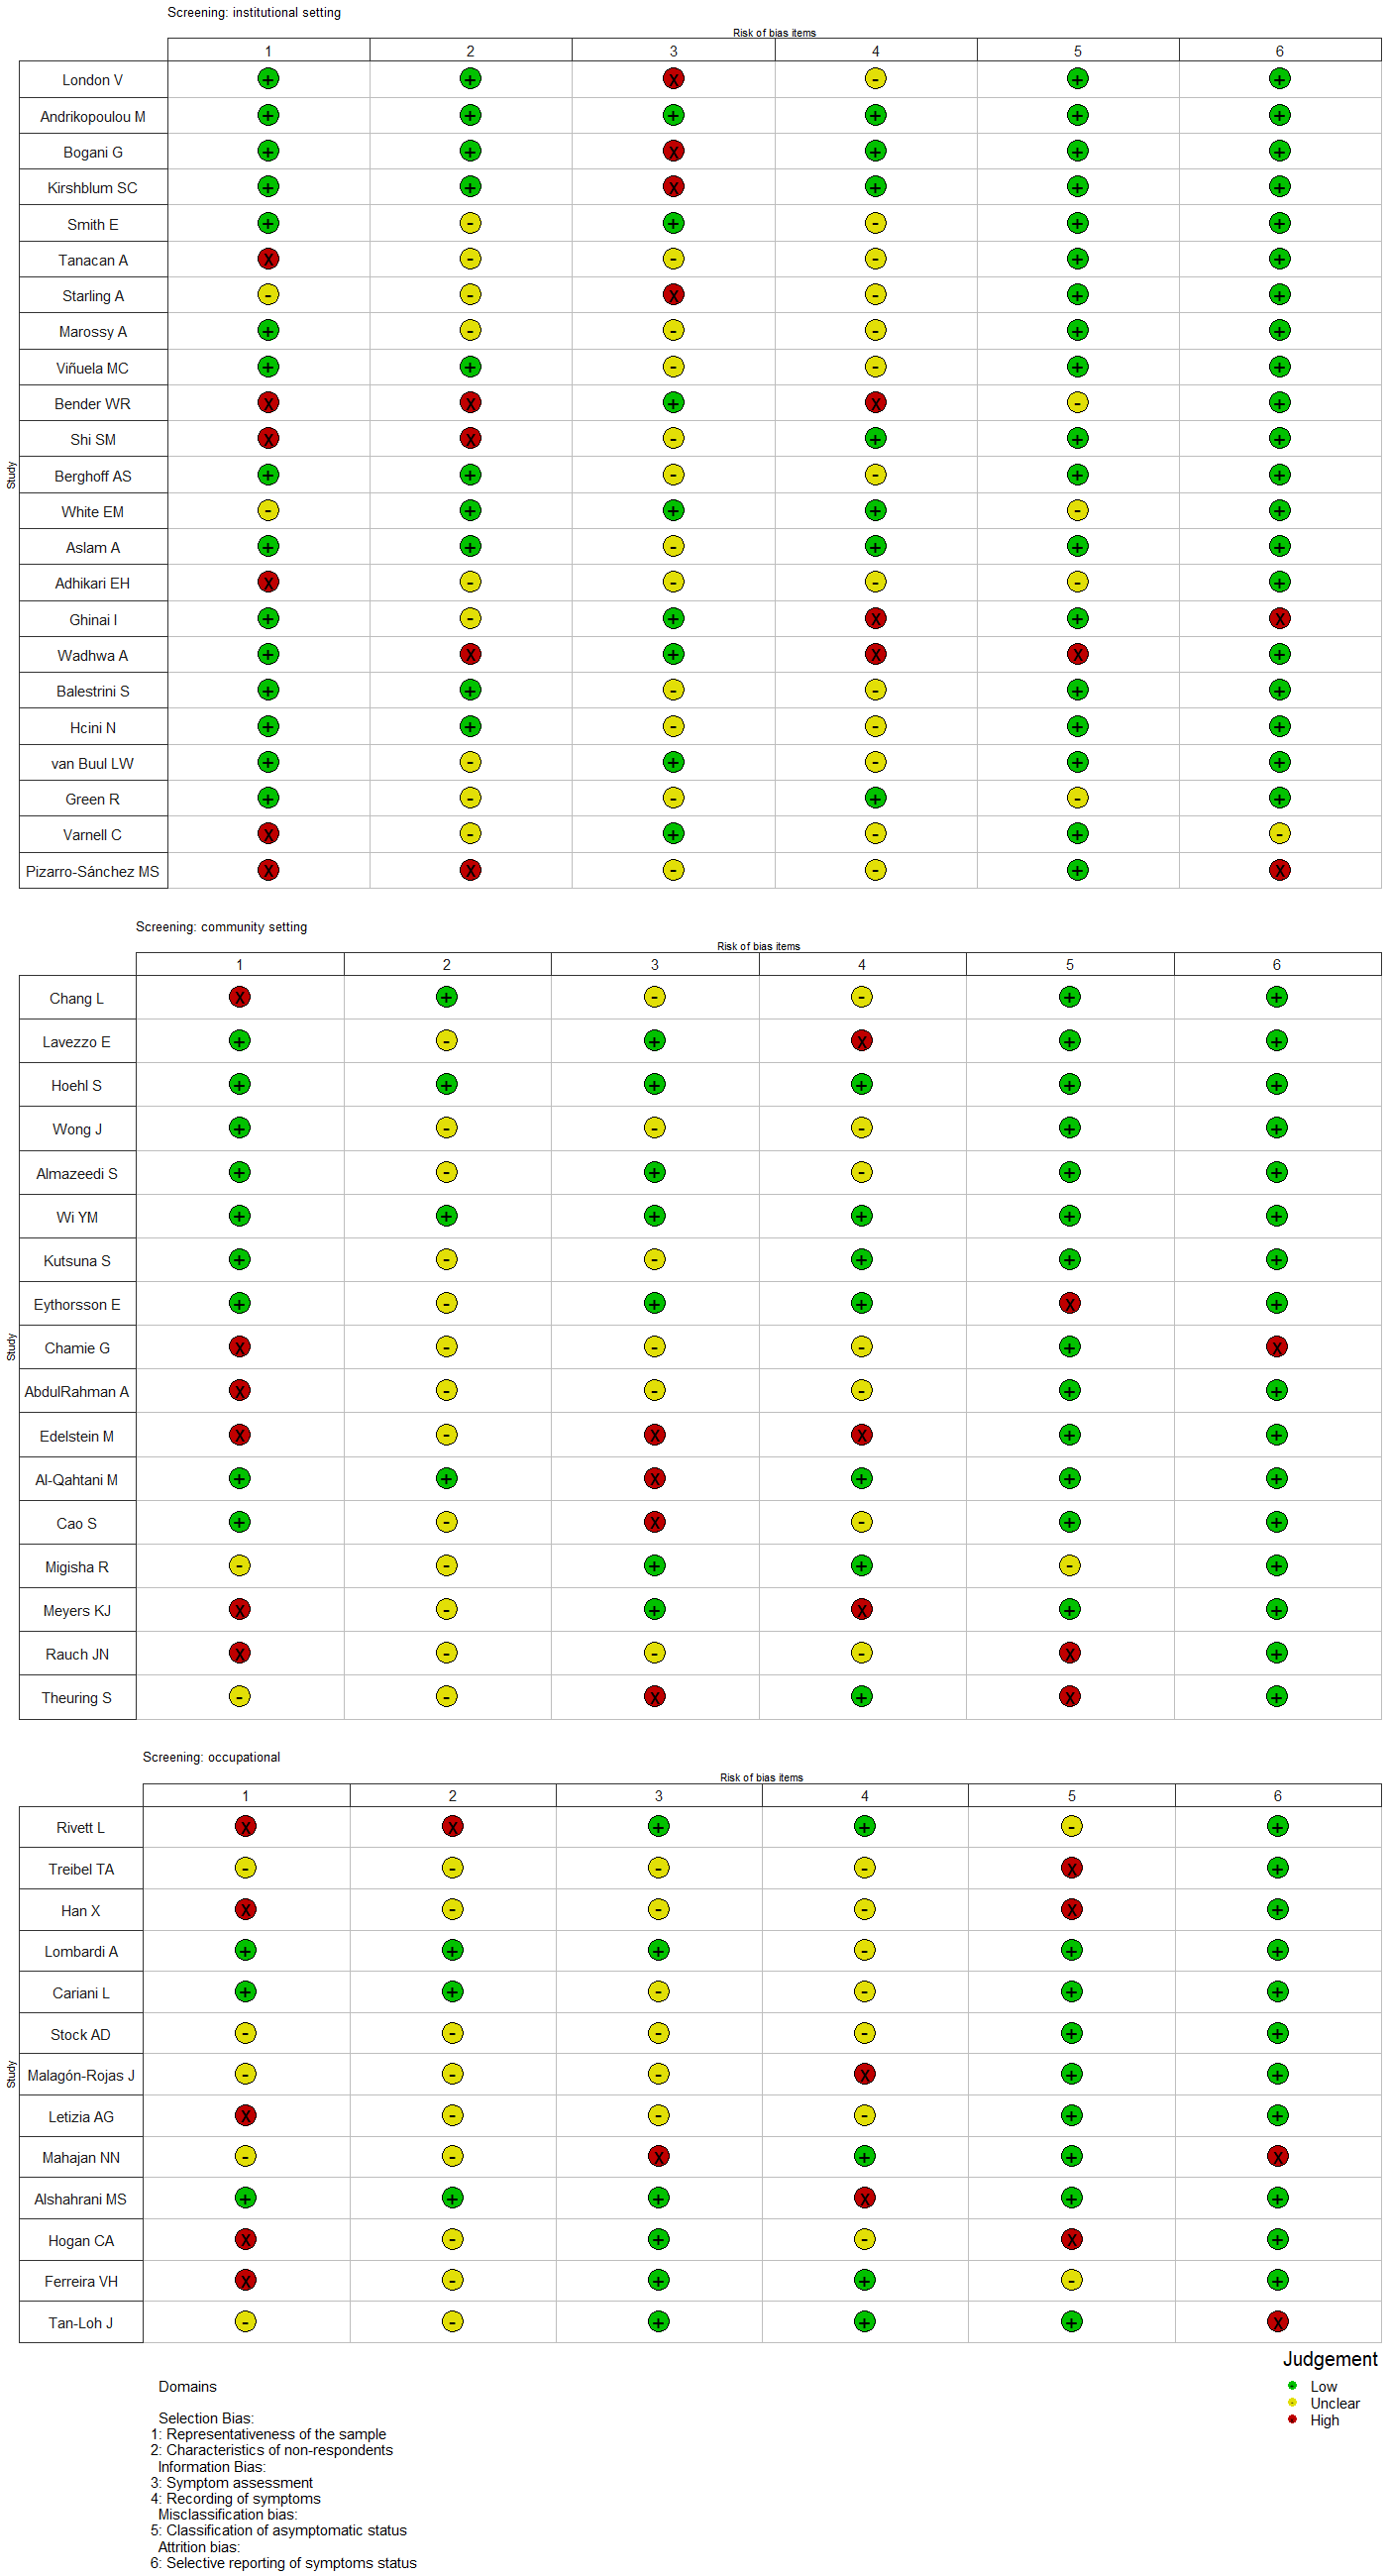 Screening: institutional setting
Risk of bias items
1 2 3 4 5 6
Study
London V + + X - + +
Andrikopoulou M + + + + + +
Bogani G + + X + + +
Kirshblum SC + + X + + +
Smith E + - + - + +
Tanacan A X - - - + +
Starling A - - X - + +
Marossy A + - - - + +
Viñuela MC + + - - + +
Bender WR X X + X - +
Shi SM X X - + + +
Berghoff AS + + - - + +
White EM - + + + - +
Aslam A + + - + + +
Adhikari EH X - - - - +
Ghinai I + - + X + X
Wadhwa A + X + X X +
Balestrini S + + - - + +
Hcini N + + - - + +
van Buul LW + - + - + +
Green R + - - + - +
Varnell C X - + - + -
Pizarro-Sánchez MS X X - - + X
Screening: community setting
Risk of bias items
1 2 3 4 5 6
Study
Chang L X + - - + +
Lavezzo E + - + X + +
Hoehl S + + + + + +
Wong J + - - - + +
Almazeedi S + - + - + +
Wi YM + + + + + +
Kutsuna S + - - + + +
Eythorsson E + - + + X +
Chamie G X - - - + X
AbdulRahman A X - - - + +
Edelstein M X - X X + +
Al-Qahtani M + + X + + +
Cao S + - X - + +
Migisha R - - + + - +
Meyers KJ X - + X + +
Rauch JN X - - - X +
Theuring S - - X + X +
Screening: occupational
Risk of bias items
1 2 3 4 5 6
Study
Rivett L X X + + - +
Treibel TA - - - - X +
Han X X - - - X +
Lombardi A + + + - + +
Cariani L + + - - + +
Stock AD - - - - + +
Malagón-Rojas J - - - X + +
Letizia AG X - - - + +
Mahajan NN - - X + + X
Alshahrani MS + + + X + +
Hogan CA X - + - X +
Ferreira VH X - + + - +
Tan-Loh J - - + + + X
Judgement
Low
Unclear
High
Domains
Selection Bias:
1: Representativeness of the sample
2: Characteristics of non-respondents
Information Bias:
3: Symptom assessment
4: Recording of symptoms
Misclassification bias:
5: Classification of asymptomatic status
Attrition bias:
6: Selective reporting of symptoms status